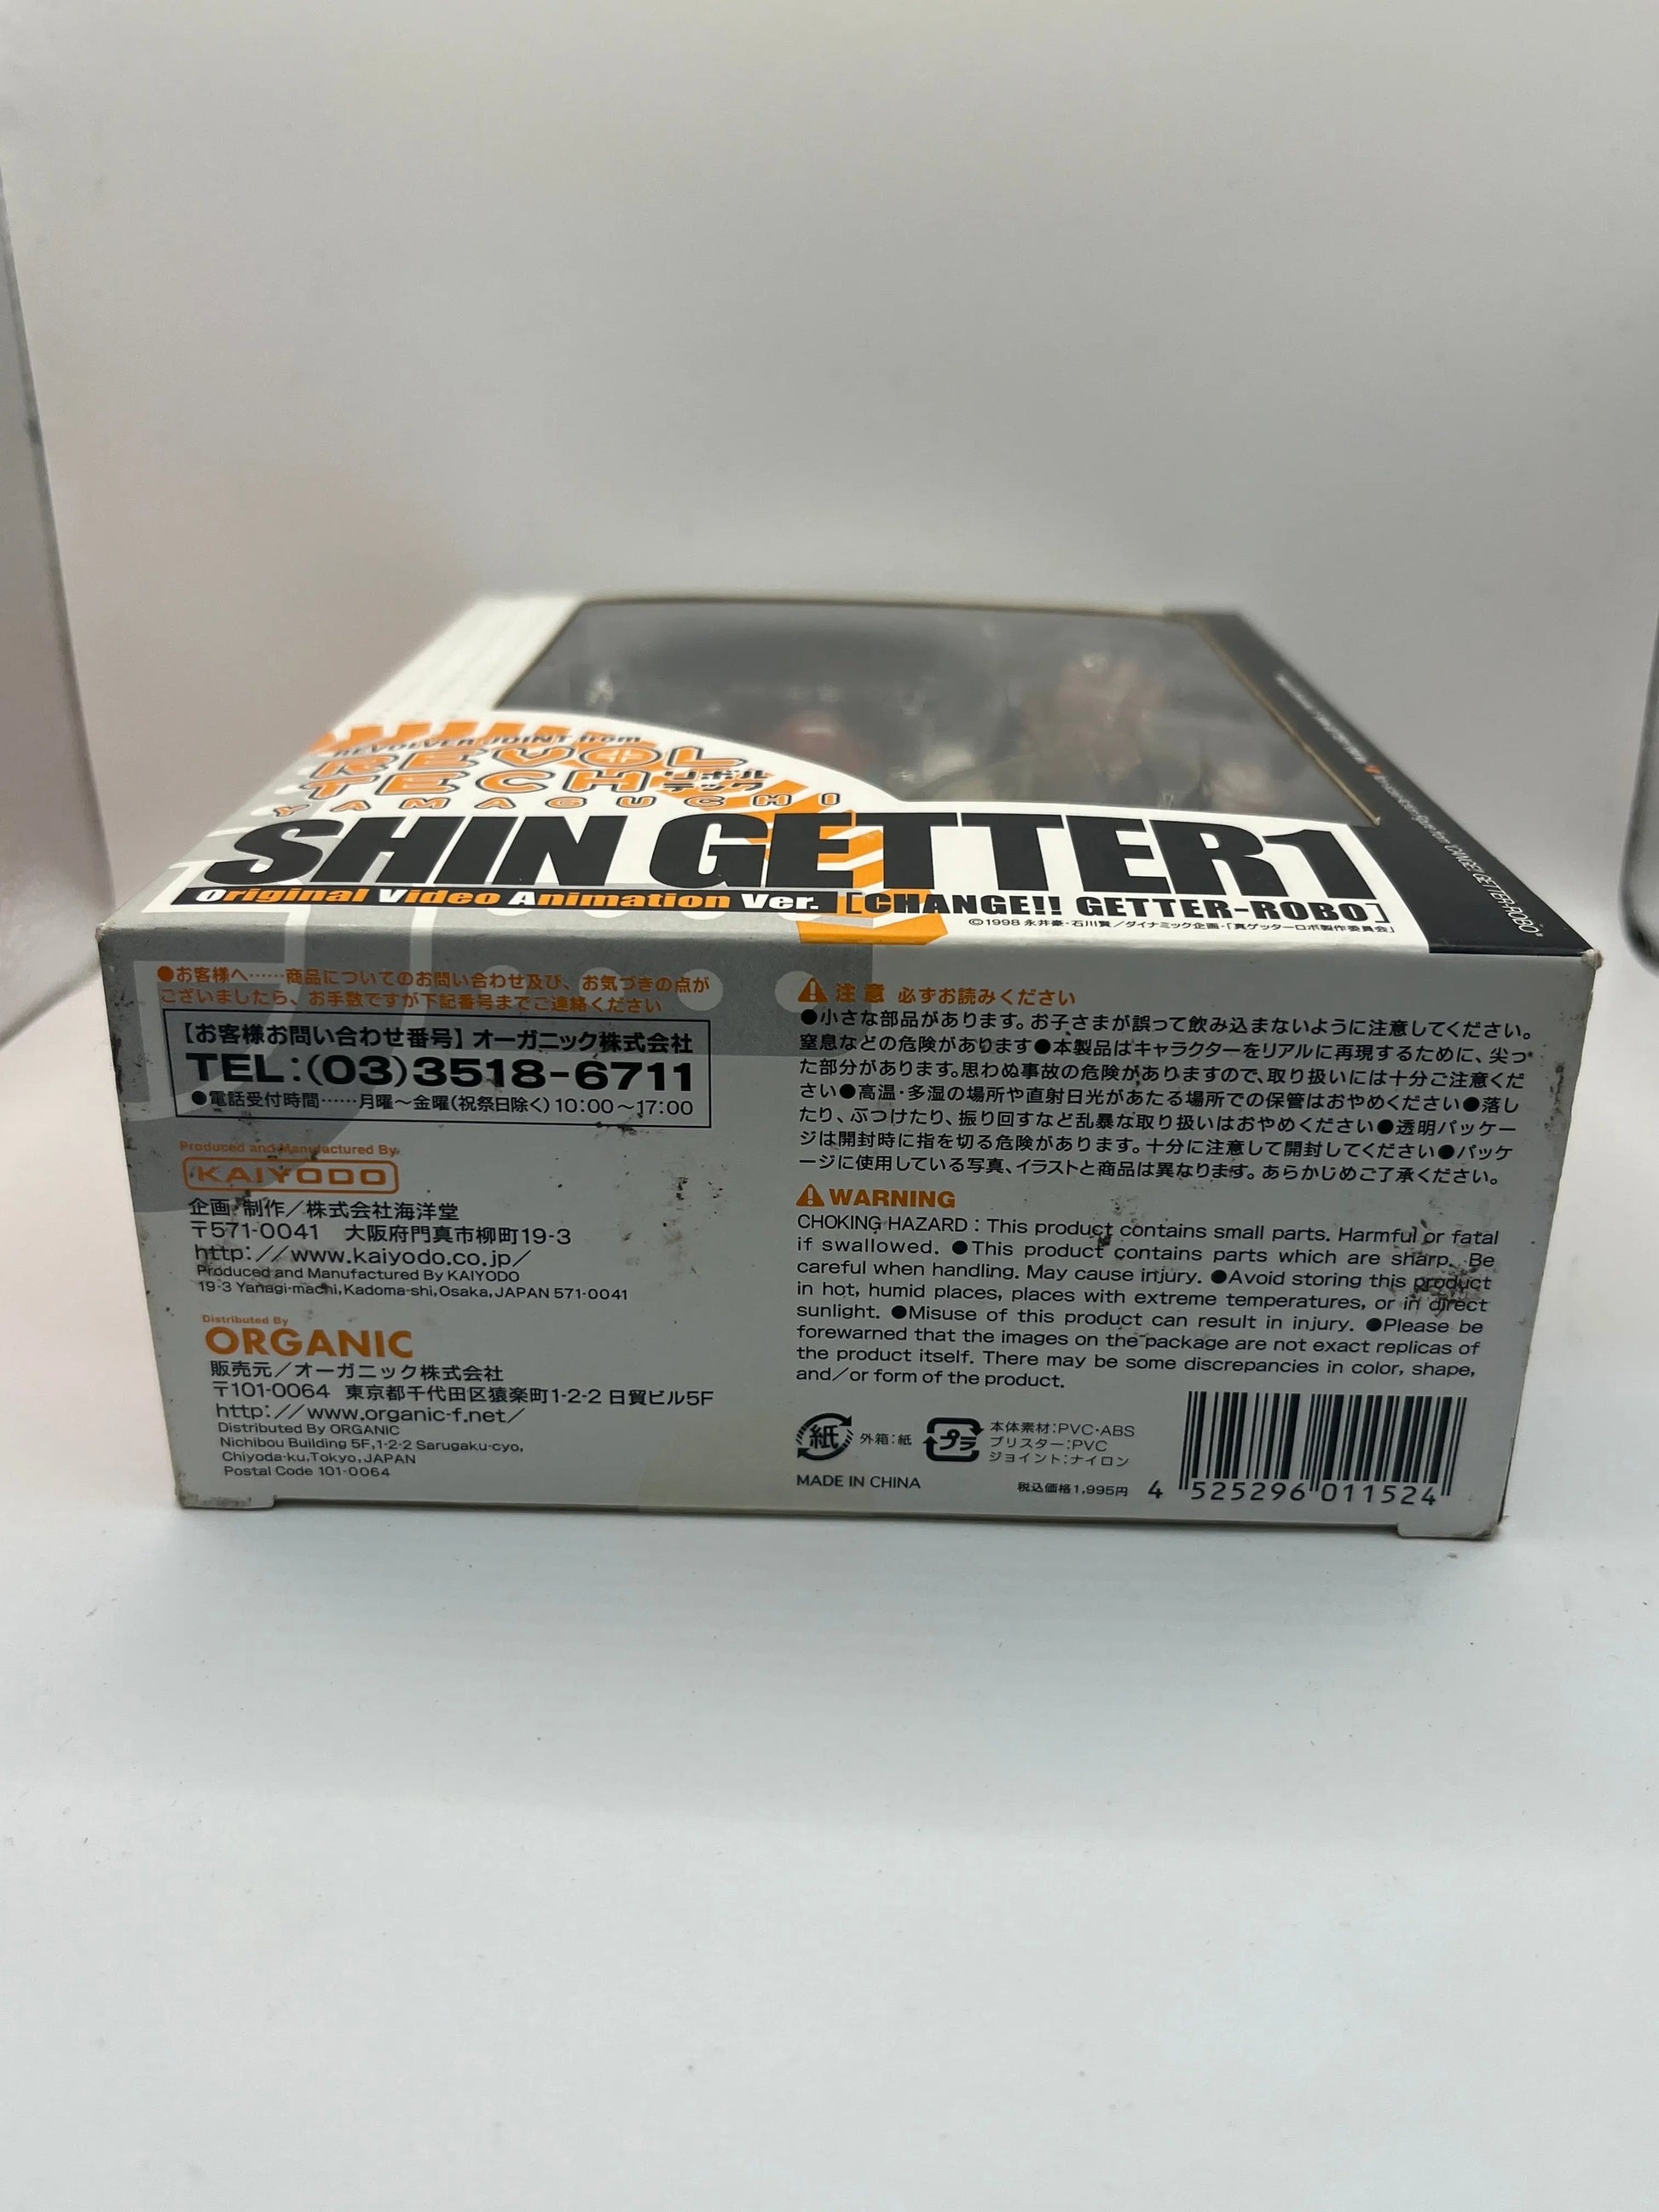 REVOLVER JOINT from
REVOL
TECH リボルテック
YAMAGUCHI
SHIN GETTER1
Original Video Animation Ver. [CHANGE!! GETTER-ROBO]
©1998 永井豪・石川賢／ダイナミック企画・「真ゲッターロボ製作委員会」
●お客様へ……商品についてのお問い合わせ及び、お気づきの点が
ございましたら、お手数ですが下記番号までご連絡ください
【お客様お問い合わせ番号】オーガニック株式会社
TEL:(03)3518-6711
●電話受付時間……月曜～金曜(祝祭日除く)10:00～17:00
Produced and Manufactured By.
KAIYODO
企画・制作／株式会社海洋堂
〒571-0041 大阪府門真市柳町19-3
http://www.kaiyodo.co.jp/
Produced and Manufactured By KAIYODO
19-3 Yanagi-machi,Kadoma-shi,Osaka,JAPAN 571-0041
Distributed By
ORGANIC
販売元／オーガニック株式会社
〒101-0064 東京都千代田区猿楽町1-2-2 日貿ビル5F
http://www.organic-f.net/
Distributed By ORGANIC
Nichibou Building 5F,1-2-2 Sarugaku-cyo,
Chiyoda-ku,Tokyo,JAPAN
Postal Code 101-0064
注意 必ずお読みください
●小さな部品があります。お子さまが誤って飲み込まないように注意してください。
窒息などの危険があります●本製品はキャラクターをリアルに再現するために、尖っ
た部分があります。思わぬ事故の危険がありますので、取り扱いには十分ご注意くだ
さい●高温・多湿の場所や直射日光があたる場所での保管はおやめください●落し
たり、ぶつけたり、振り回すなど乱暴な取り扱いはおやめください●透明パッケー
ジは開封時に指を切る危険があります。十分に注意して開封してください●パッケ
ージに使用している写真、イラストと商品は異なります。あらかじめご了承ください。
WARNING
CHOKING HAZARD : This product contains small parts. Harmful or fatal
if swallowed. ●This product contains parts which are sharp. Be
careful when handling. May cause injury. ●Avoid storing this product
in hot, humid places, places with extreme temperatures, or in direct
sunlight. ●Misuse of this product can result in injury. ●Please be
forewarned that the images on the package are not exact replicas of
the product itself. There may be some discrepancies in color, shape,
and/or form of the product.
紙 外箱:紙
プラ 本体素材:PVC・ABS
ブリスター:PVC
ジョイント:ナイロン
MADE IN CHINA
税込価格1,995円
4 525296 011524